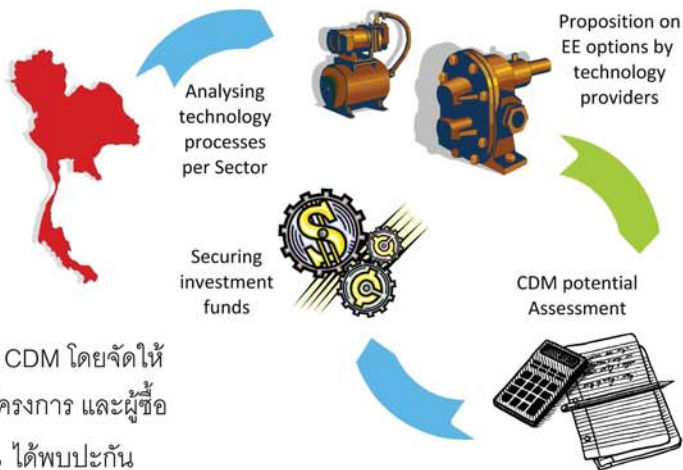 Proposition on
EE options by
technology
providers
Analysing
technology
processes
per Sector
Securing
investment
funds
CDM potential
Assessment
CDM โดยจัดให้
ครงการ และผู้ซื้อ
ได้พบปะกัน